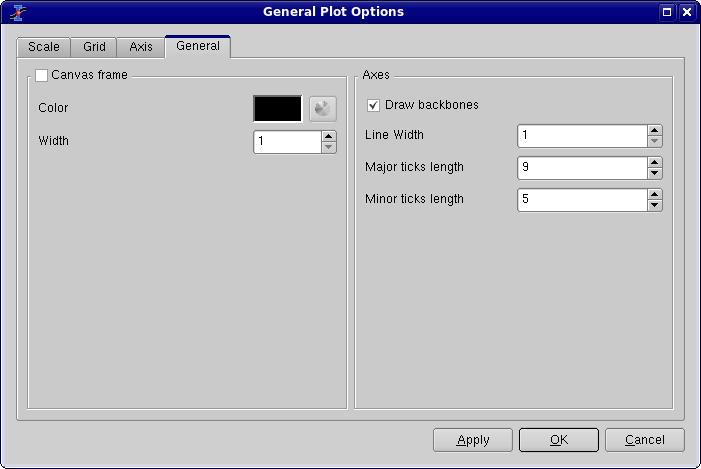 General Plot Options
Scale Grid Axis General
Canvas frame
Color
Width 1
Axes
Draw backbones
Line Width 1
Major ticks length 9
Minor ticks length 5
Apply OK Cancel